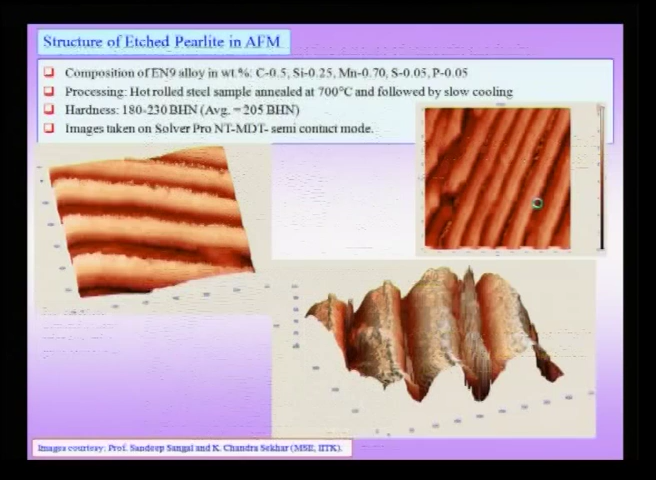 Structure of Etched Pearlite in AFM
Composition of EN9 alloy in wt.%: C-0.5, Si-0.25, Mn-0.70, S-0.05, P-0.05
Processing: Hot rolled steel sample annealed at 700°C and followed by slow cooling
Hardness: 180-230 BHN (Avg. = 205 BHN)
Images taken on Solver Pro NT-MDT- semi contact mode.
Images courtesy: Prof. Sandeep Sangal and K. Chandra Sekhar (MSE, IITK).